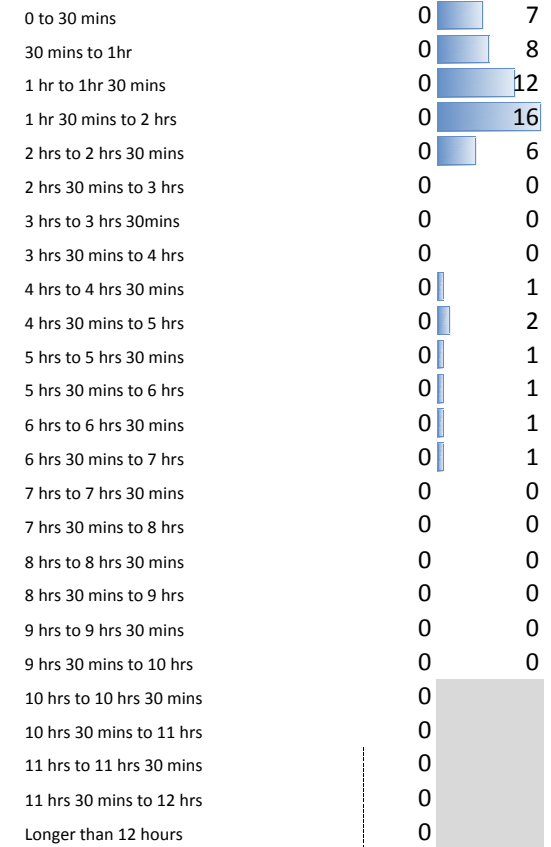 0 to 30 mins 0 7
30 mins to 1hr 0 8
1 hr to 1hr 30 mins 0 12
1 hr 30 mins to 2 hrs 0 16
2 hrs to 2 hrs 30 mins 0 6
2 hrs 30 mins to 3 hrs 0 0
3 hrs to 3 hrs 30mins 0 0
3 hrs 30 mins to 4 hrs 0 0
4 hrs to 4 hrs 30 mins 0 1
4 hrs 30 mins to 5 hrs 0 2
5 hrs to 5 hrs 30 mins 0 1
5 hrs 30 mins to 6 hrs 0 1
6 hrs to 6 hrs 30 mins 0 1
6 hrs 30 mins to 7 hrs 0 1
7 hrs to 7 hrs 30 mins 0 0
7 hrs 30 mins to 8 hrs 0 0
8 hrs to 8 hrs 30 mins 0 0
8 hrs 30 mins to 9 hrs 0 0
9 hrs to 9 hrs 30 mins 0 0
9 hrs 30 mins to 10 hrs 0 0
10 hrs to 10 hrs 30 mins 0
10 hrs 30 mins to 11 hrs 0
11 hrs to 11 hrs 30 mins 0
11 hrs 30 mins to 12 hrs 0
Longer than 12 hours 0